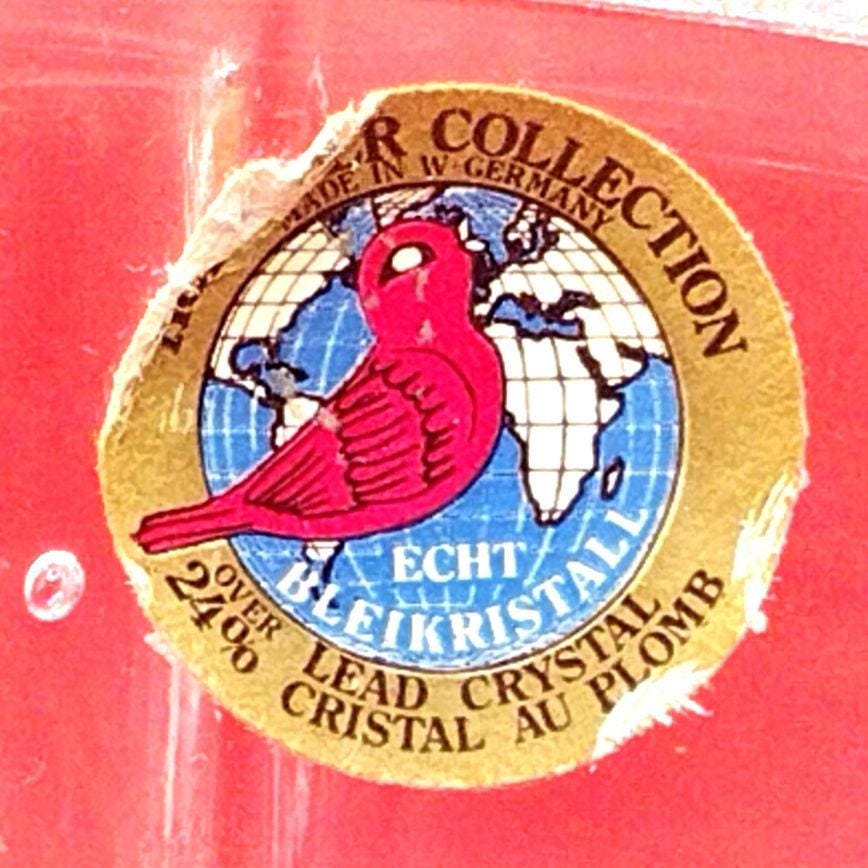 COLLECTION
MADE IN W-GERMANY
ECHT
BLEIKRISTALL
OVER
24%
LEAD CRYSTAL
CRISTAL AU PLOMB